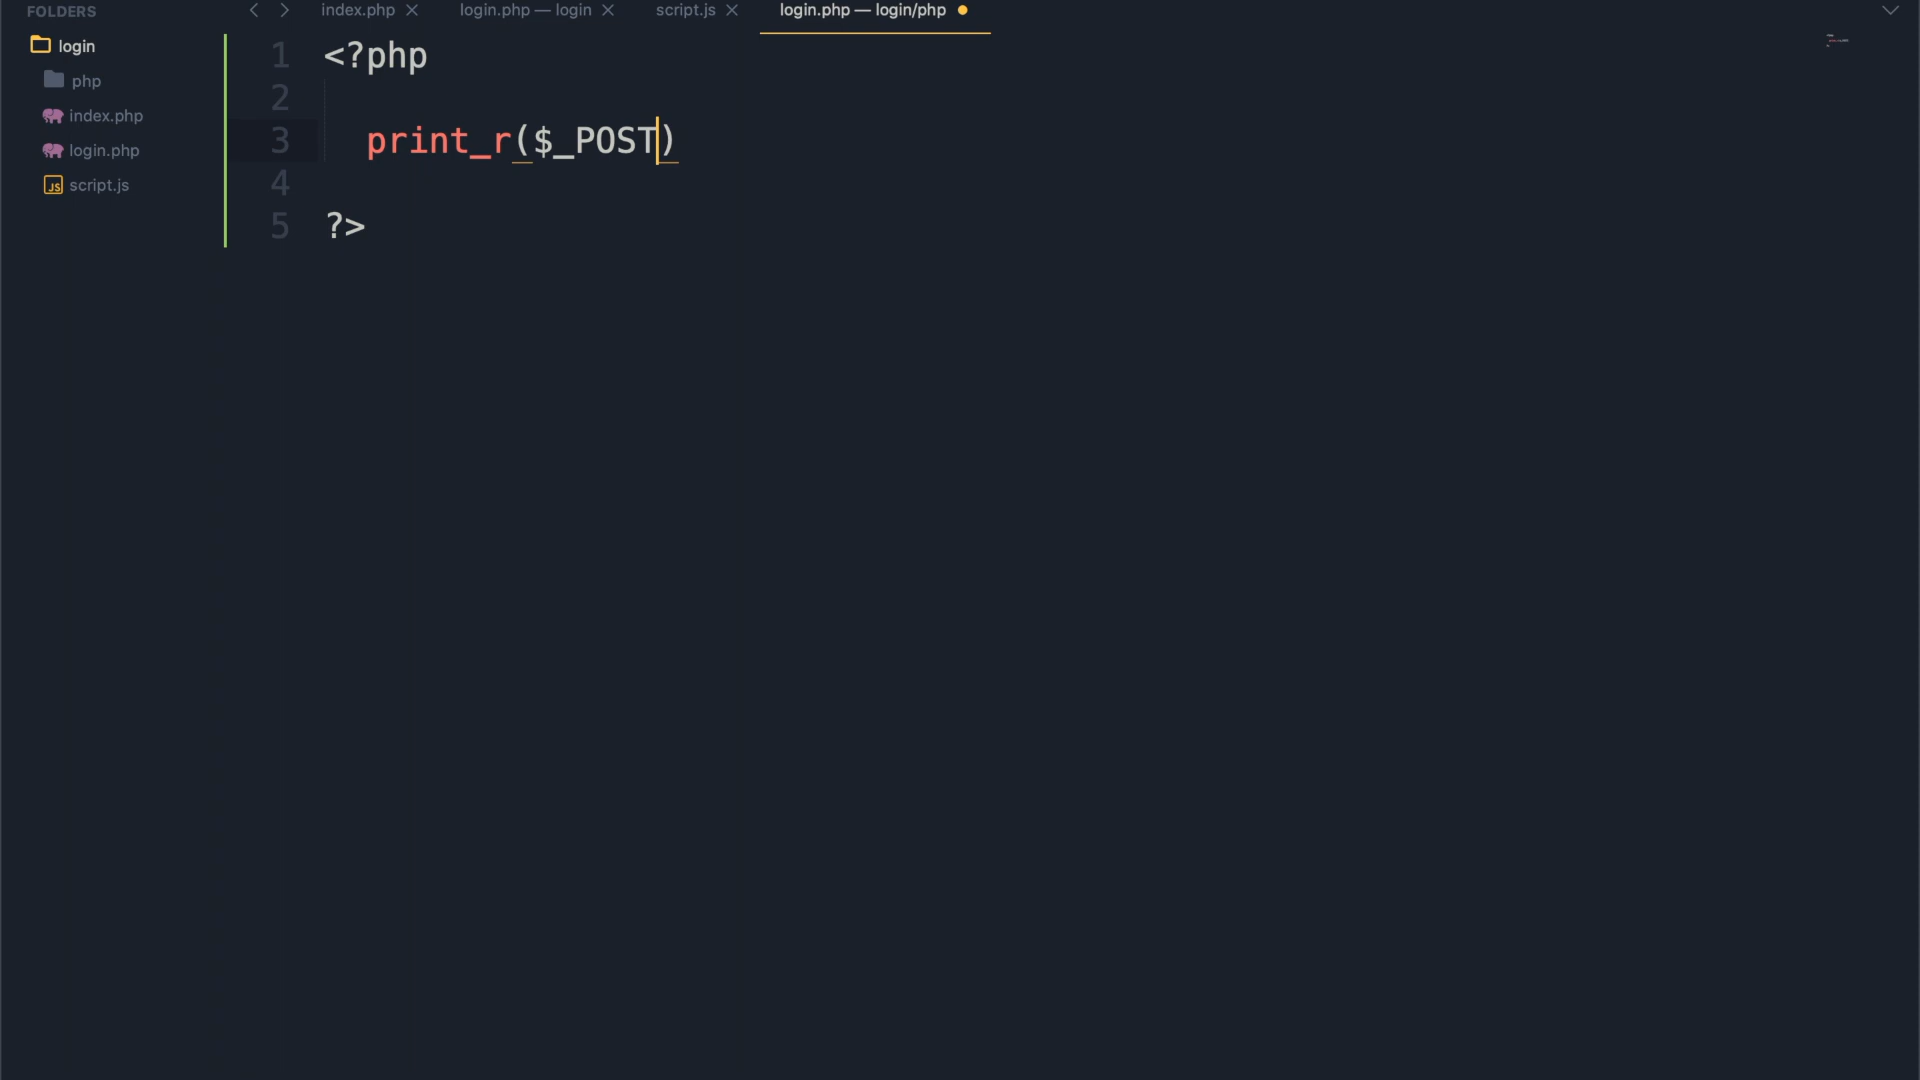 FOLDERS
login
php
index.php
login.php
JS script.js
index.php
login.php — login
script.js
login.php — login/php
1 <?php
2
3 print_r($_POST)
4
5 ?>